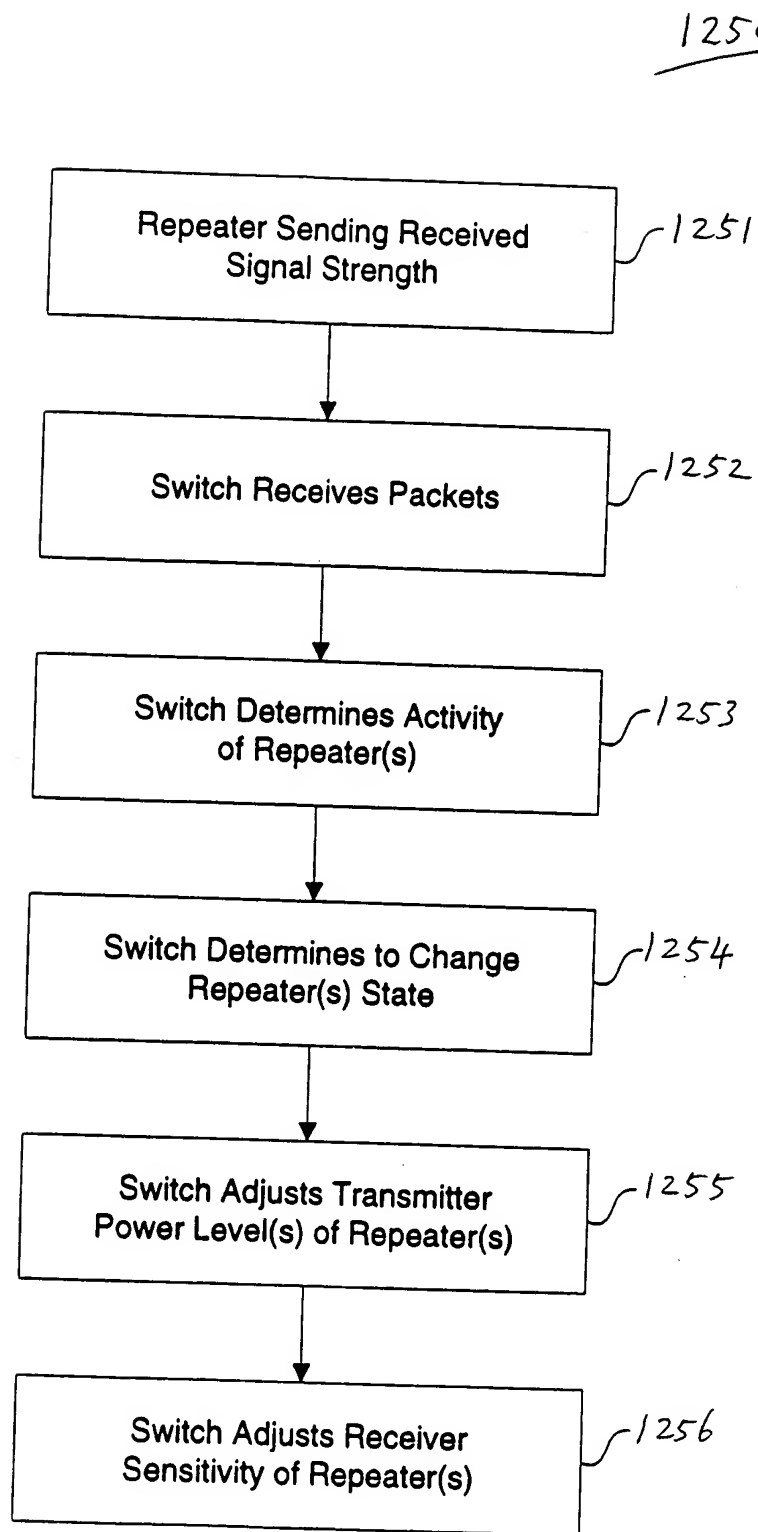 Repeater Sending Received
Signal Strength
1251
Switch Receives Packets
1252
Switch Determines Activity
of Repeater(s)
1253
Switch Determines to Change
Repeater(s) State
1254
Switch Adjusts Transmitter
Power Level(s) of Repeater(s)
1255
Switch Adjusts Receiver
Sensitivity of Repeater(s)
1256